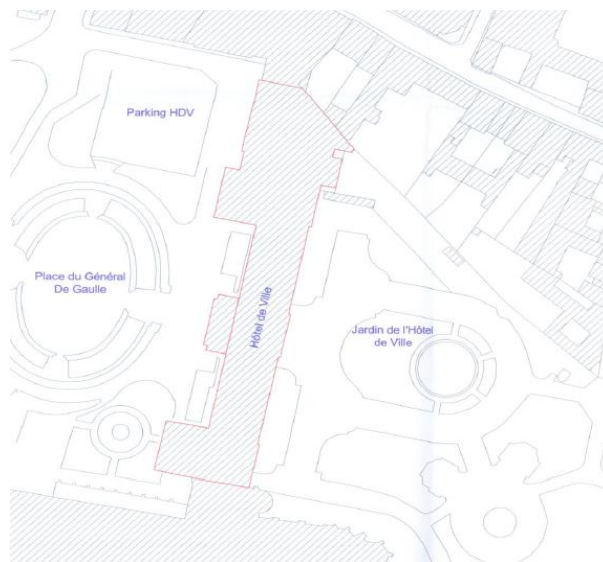 Parking HDV
Place du Général
De Gaulle
Hôtel de Ville
Jardin de l'Hôtel
de Ville